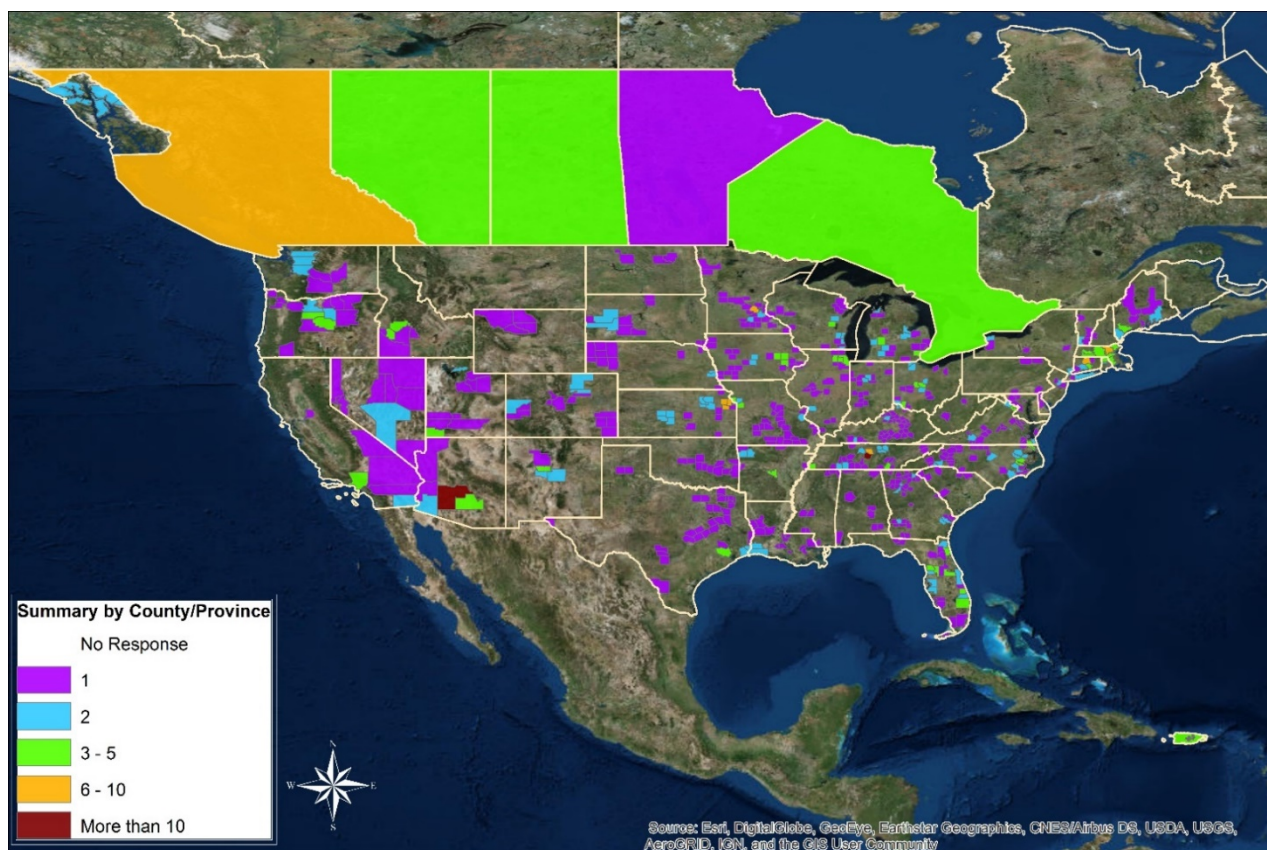 Summary by County/Province
No Response
1
2
3 - 5
6 - 10
More than 10
N
W
E
S
Source: Esri, DigitalGlobe, GeoEye, Earthstar Geographics, CNES/Airbus DS, USDA, USGS,
AeroGRID, IGN, and the GIS User Community